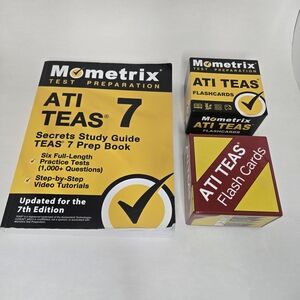 Mometrix
TEST PREPARATION
ATI
TEAS® 7
Secrets Study Guide
TEAS® 7 Prep Book
Six Full-Length
Practice Tests
(1,000+ Questions)
Step-by-Step
Video Tutorials
Updated for the
7th Edition
Mometrix
TEST PREPARATION
ATI TEAS®
FLASHCARDS
Mometrix
ATI TEAS
FLASHCARDS
ATI TEAS®
Flash Cards